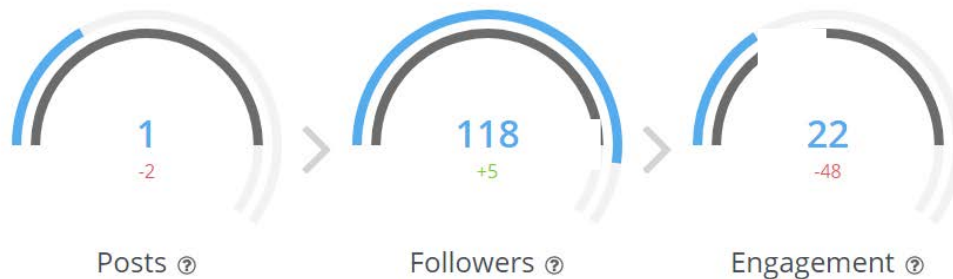 1
-2
Posts ?
118
+5
Followers ?
22
-48
Engagement ?